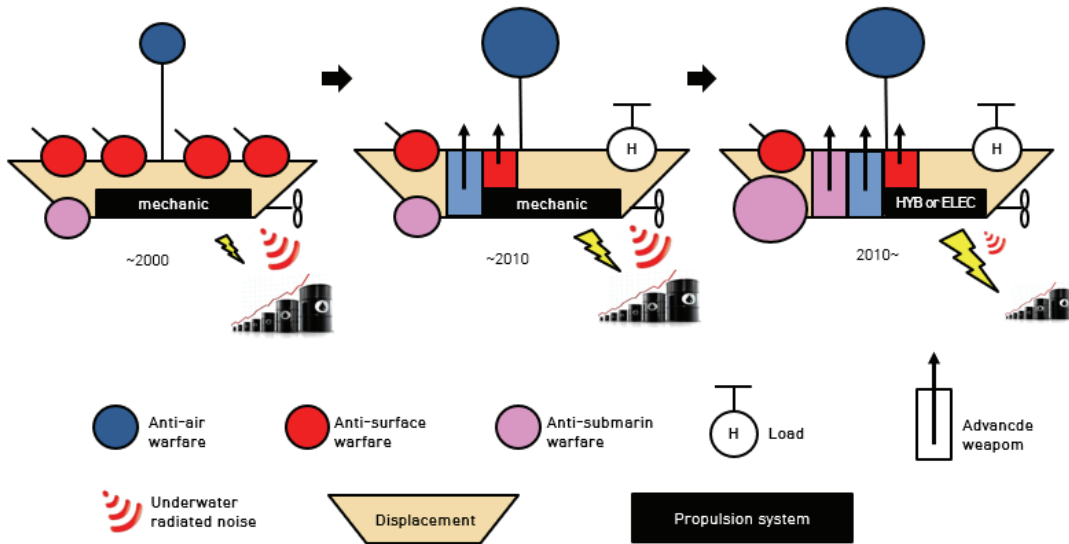 H
H
mechanic
mechanic
HYB or ELEC
~2000
~2010
2010~
Anti-air
warfare
Anti-surface
warfare
Anti-submarin
warfare
H
Load
Advancde
weapom
Underwater
radiated noise
Displacement
Propulsion system